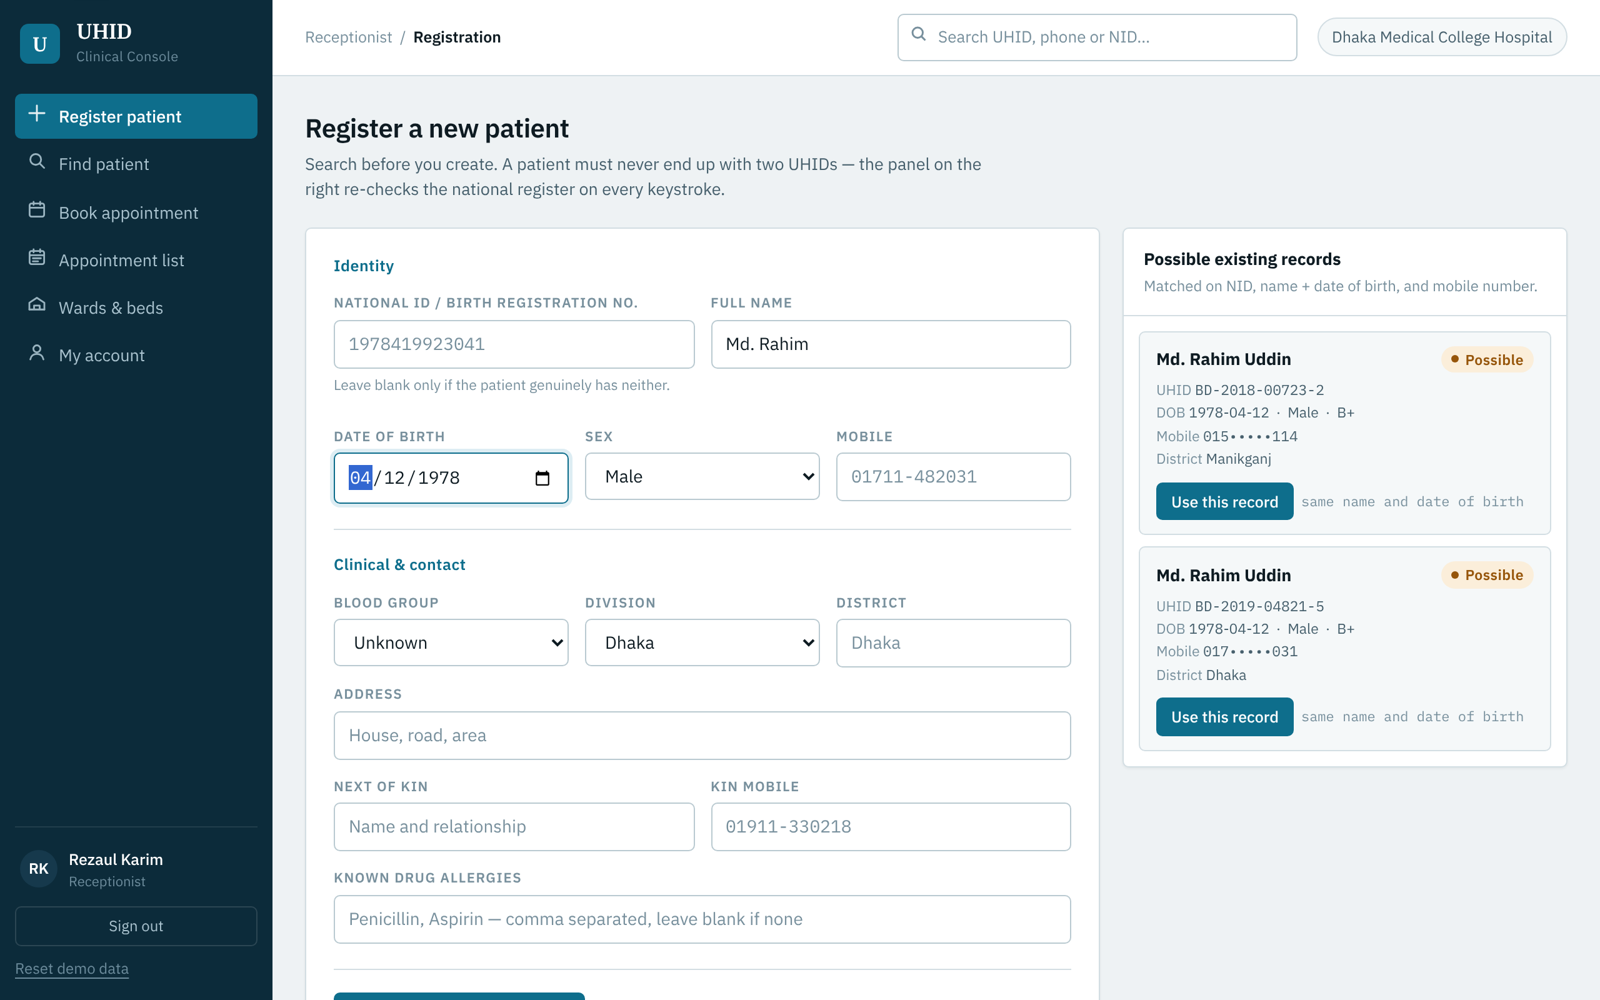 U
UHID
Clinical Console
Register patient
Find patient
Book appointment
Appointment list
Wards & beds
My account
RK
Rezaul Karim
Receptionist
Sign out
Reset demo data
Receptionist / Registration
Search UHID, phone or NID...
Dhaka Medical College Hospital
Register a new patient
Search before you create. A patient must never end up with two UHIDs — the panel on the
right re-checks the national register on every keystroke.
Identity
NATIONAL ID / BIRTH REGISTRATION NO.
1978419923041
Leave blank only if the patient genuinely has neither.
FULL NAME
Md. Rahim
DATE OF BIRTH
04/12/1978
SEX
Male
MOBILE
01711-482031
Clinical & contact
BLOOD GROUP
Unknown
DIVISION
Dhaka
DISTRICT
Dhaka
ADDRESS
House, road, area
NEXT OF KIN
Name and relationship
KIN MOBILE
01911-330218
KNOWN DRUG ALLERGIES
Penicillin, Aspirin — comma separated, leave blank if none
Possible existing records
Matched on NID, name + date of birth, and mobile number.
Md. Rahim Uddin
Possible
UHID BD-2018-00723-2
DOB 1978-04-12 · Male · B+
Mobile 015•••••114
District Manikganj
Use this record same name and date of birth
Md. Rahim Uddin
Possible
UHID BD-2019-04821-5
DOB 1978-04-12 · Male · B+
Mobile 017•••••031
District Dhaka
Use this record same name and date of birth